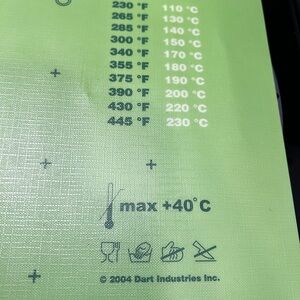 230 °F 110 °C
265 °F 130 °C
285 °F 140 °C
300 °F 150 °C
340 °F 170 °C
355 °F 180 °C
375 °F 190 °C
390 °F 200 °C
430 °F 220 °C
445 °F 230 °C
max +40°C
© 2004 Dart Industries Inc.